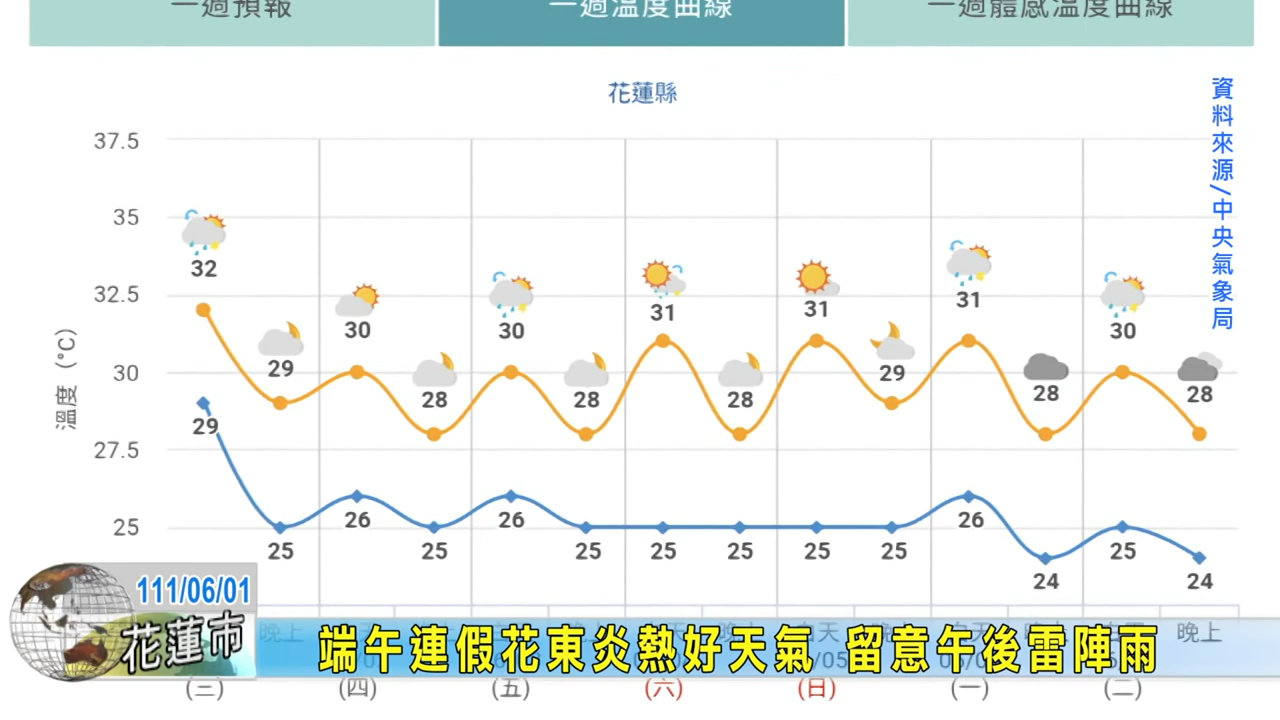 一週預報
一週溫度曲線
一週體感溫度曲線
花蓮縣
資料來源/中央氣象局
溫度 (°C)
37.5
35
32.5
30
27.5
25
32
29
30
28
30
28
31
28
31
29
31
28
30
28
29
25
26
25
26
25
25
25
25
25
26
24
25
24
111/06/01
花蓮市
端午連假花東炎熱好天氣 留意午後雷陣雨
晚上
(三)
(四)
(五)
(六)
(日)
(一)
(二)